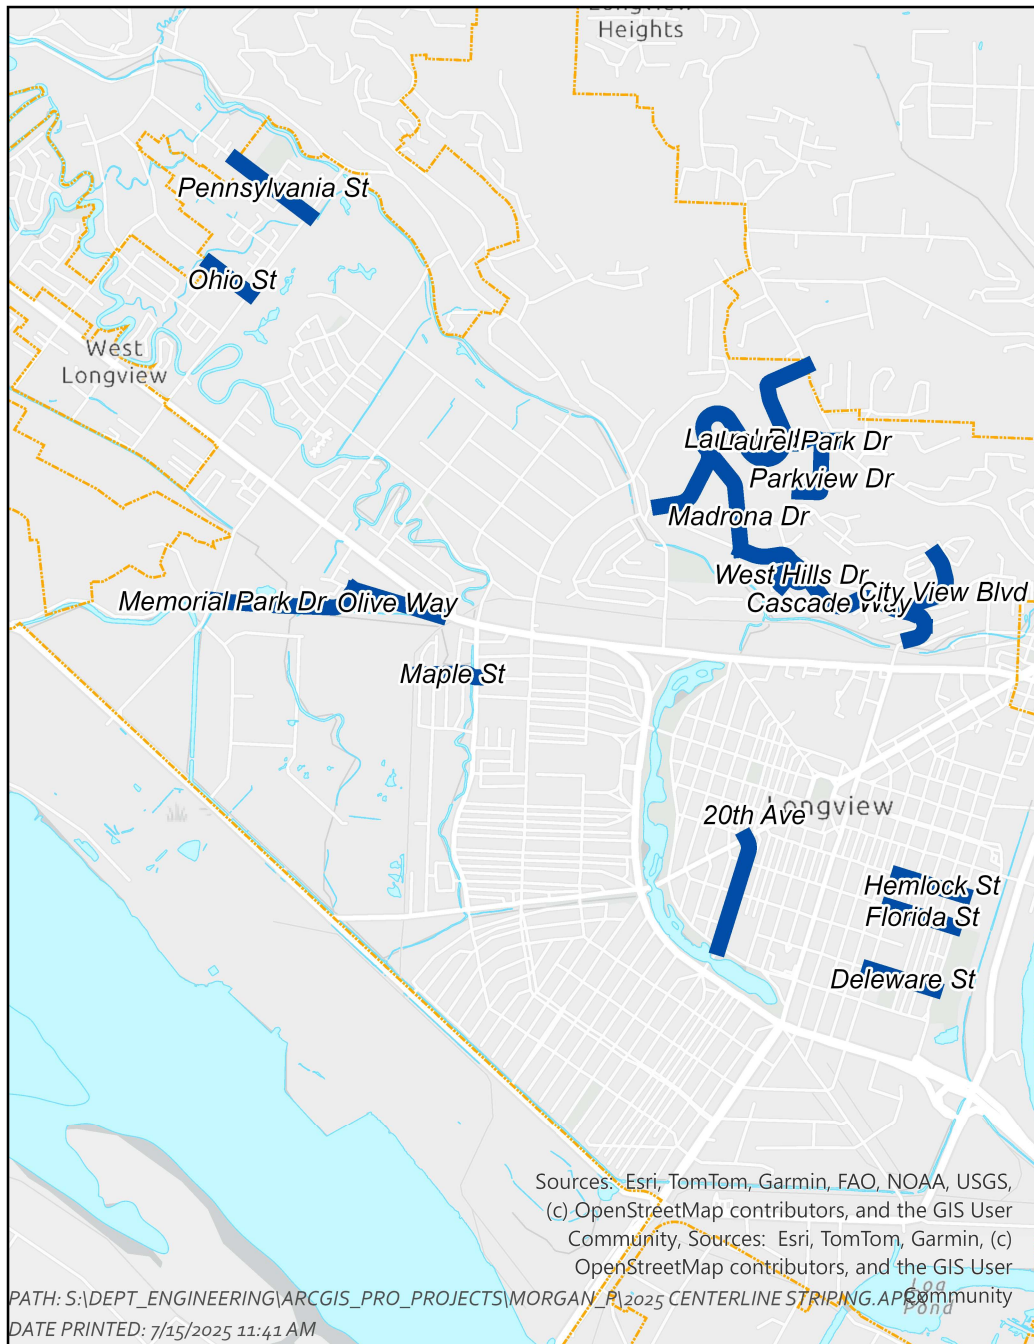 Longview
Heights
Pennsylvania St
Ohio St
West
Longview
Laurel Park Dr
Parkview Dr
Madrona Dr
West Hills Dr
City View Blvd
Cascade Way
Memorial Park Dr
Olive Way
Maple St
20th Ave
Longview
Hemlock St
Florida St
Deleware St
Sources: Esri, TomTom, Garmin, FAO, NOAA, USGS,
(c) OpenStreetMap contributors, and the GIS User
Community, Sources: Esri, TomTom, Garmin, (c)
OpenStreetMap contributors, and the GIS User
Community
Log
Pond
PATH: S:\DEPT_ENGINEERING\ARCGIS_PRO_PROJECTS\MORGAN_P\2025 CENTERLINE STRIPING.APRX
DATE PRINTED: 7/15/2025 11:41 AM